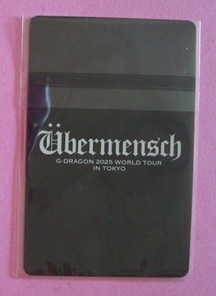 Übermensch
G-DRAGON 2025 WORLD TOUR
IN TOKYO